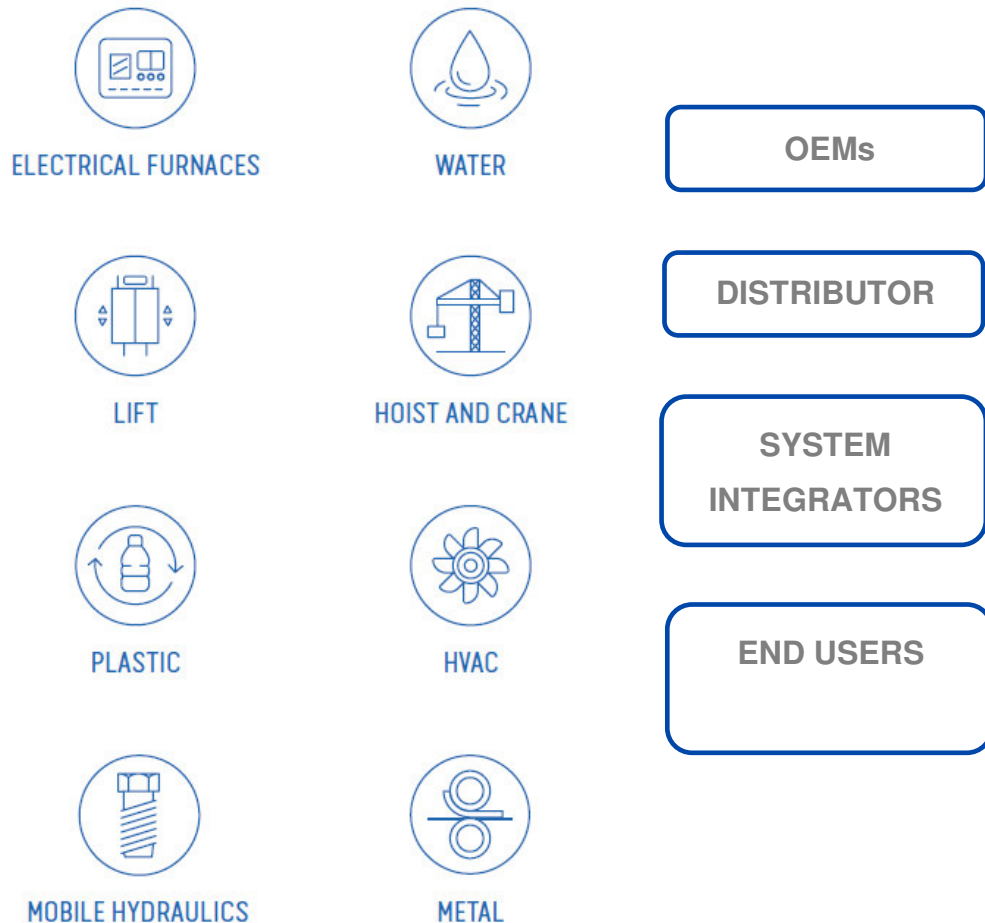 ELECTRICAL FURNACES
WATER
LIFT
HOIST AND CRANE
PLASTIC
HVAC
MOBILE HYDRAULICS
METAL
OEMs
DISTRIBUTOR
SYSTEM
INTEGRATORS
END USERS